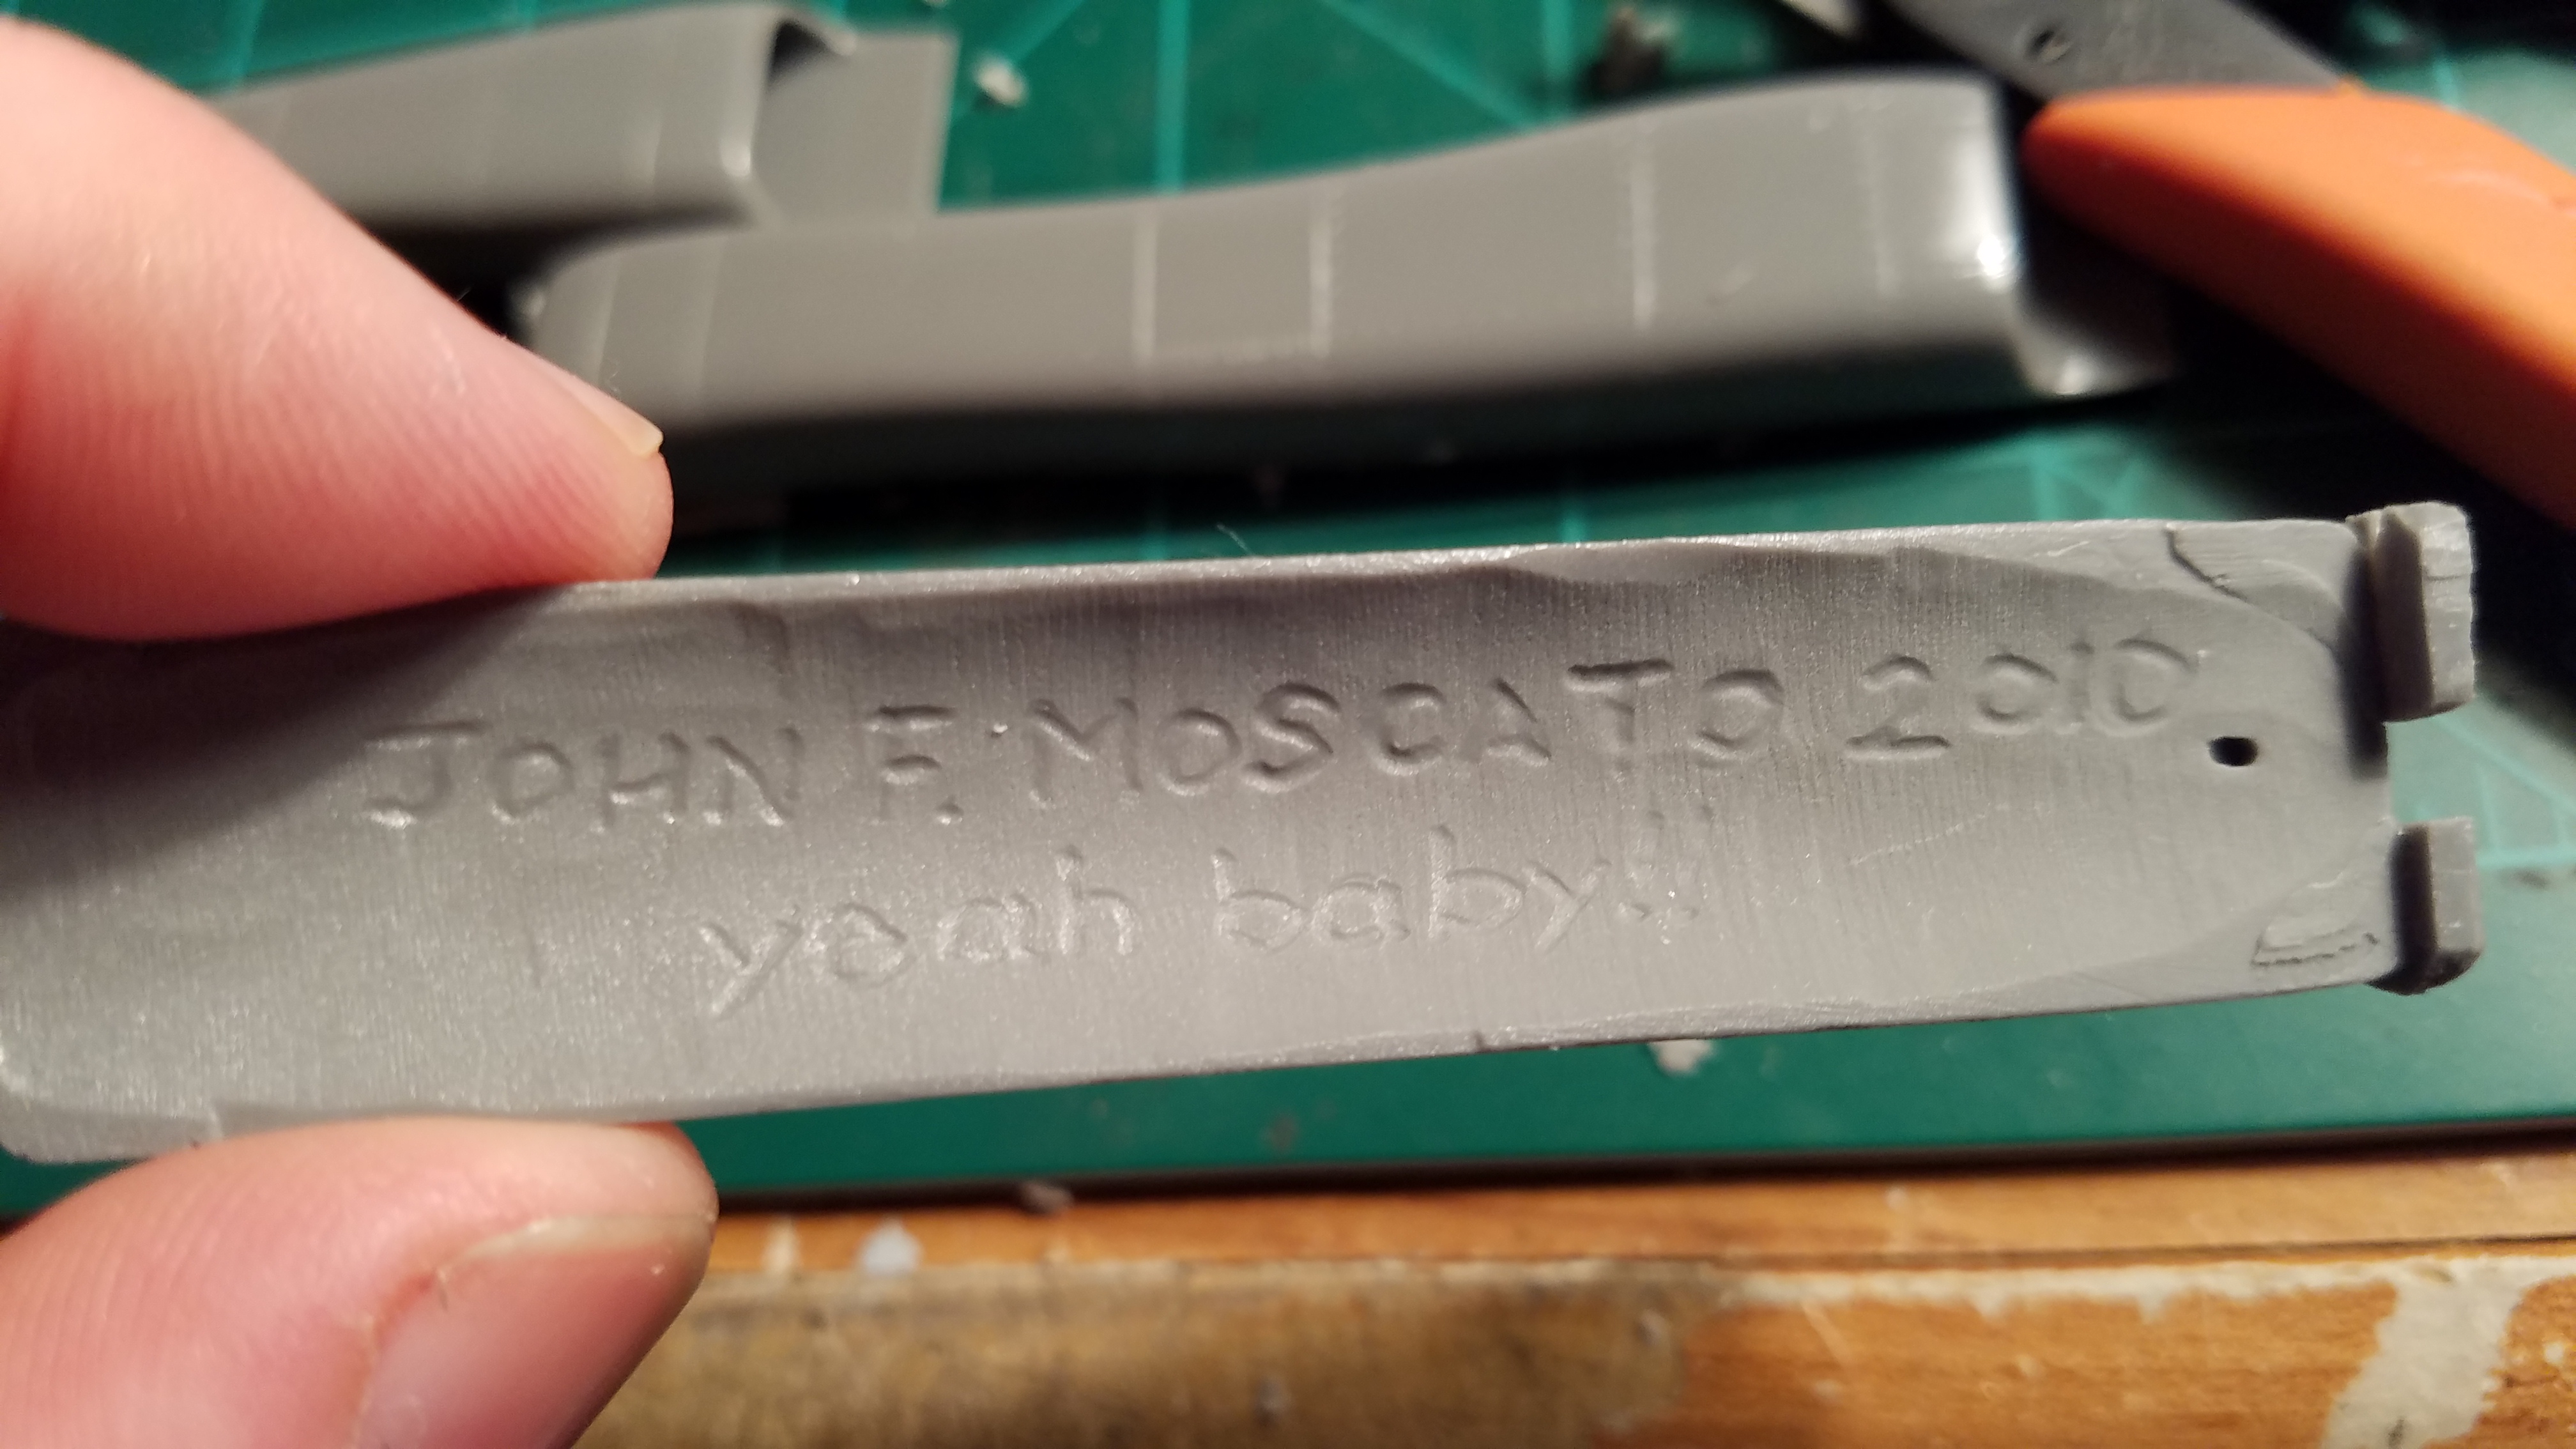 JOHN F. MOSCATO 2010
yeah baby!!